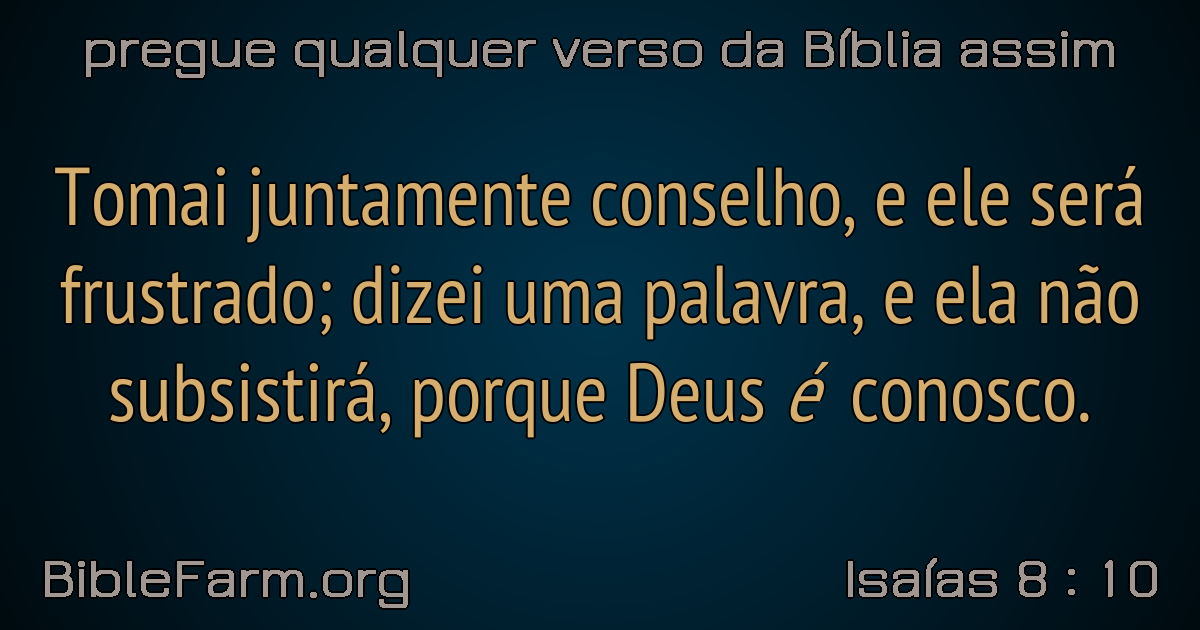 pregue qualquer verso da Bíblia assim
Tomai juntamente conselho, e ele será
frustrado; dizei uma palavra, e ela não
subsistirá, porque Deus é conosco.
BibleFarm.org
Isaías 8 : 10